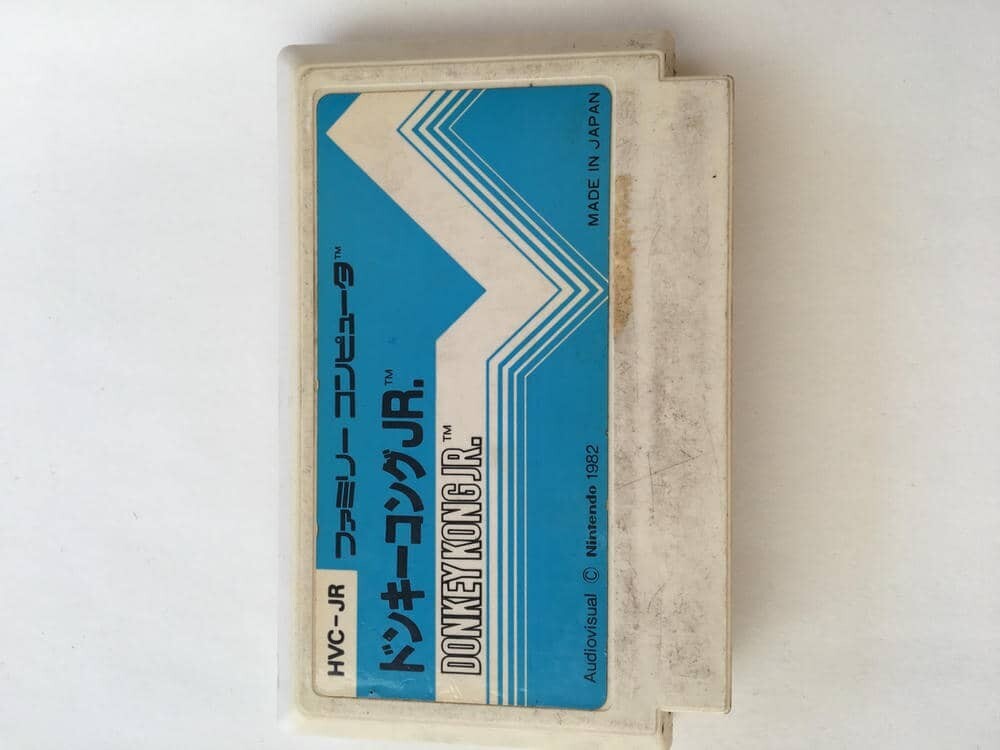 HVC-JR
ファミリー コンピュータ™
ドンキーコングJR.™
DONKEY KONG JR.™
Audiovisual © Nintendo 1982
MADE IN JAPAN